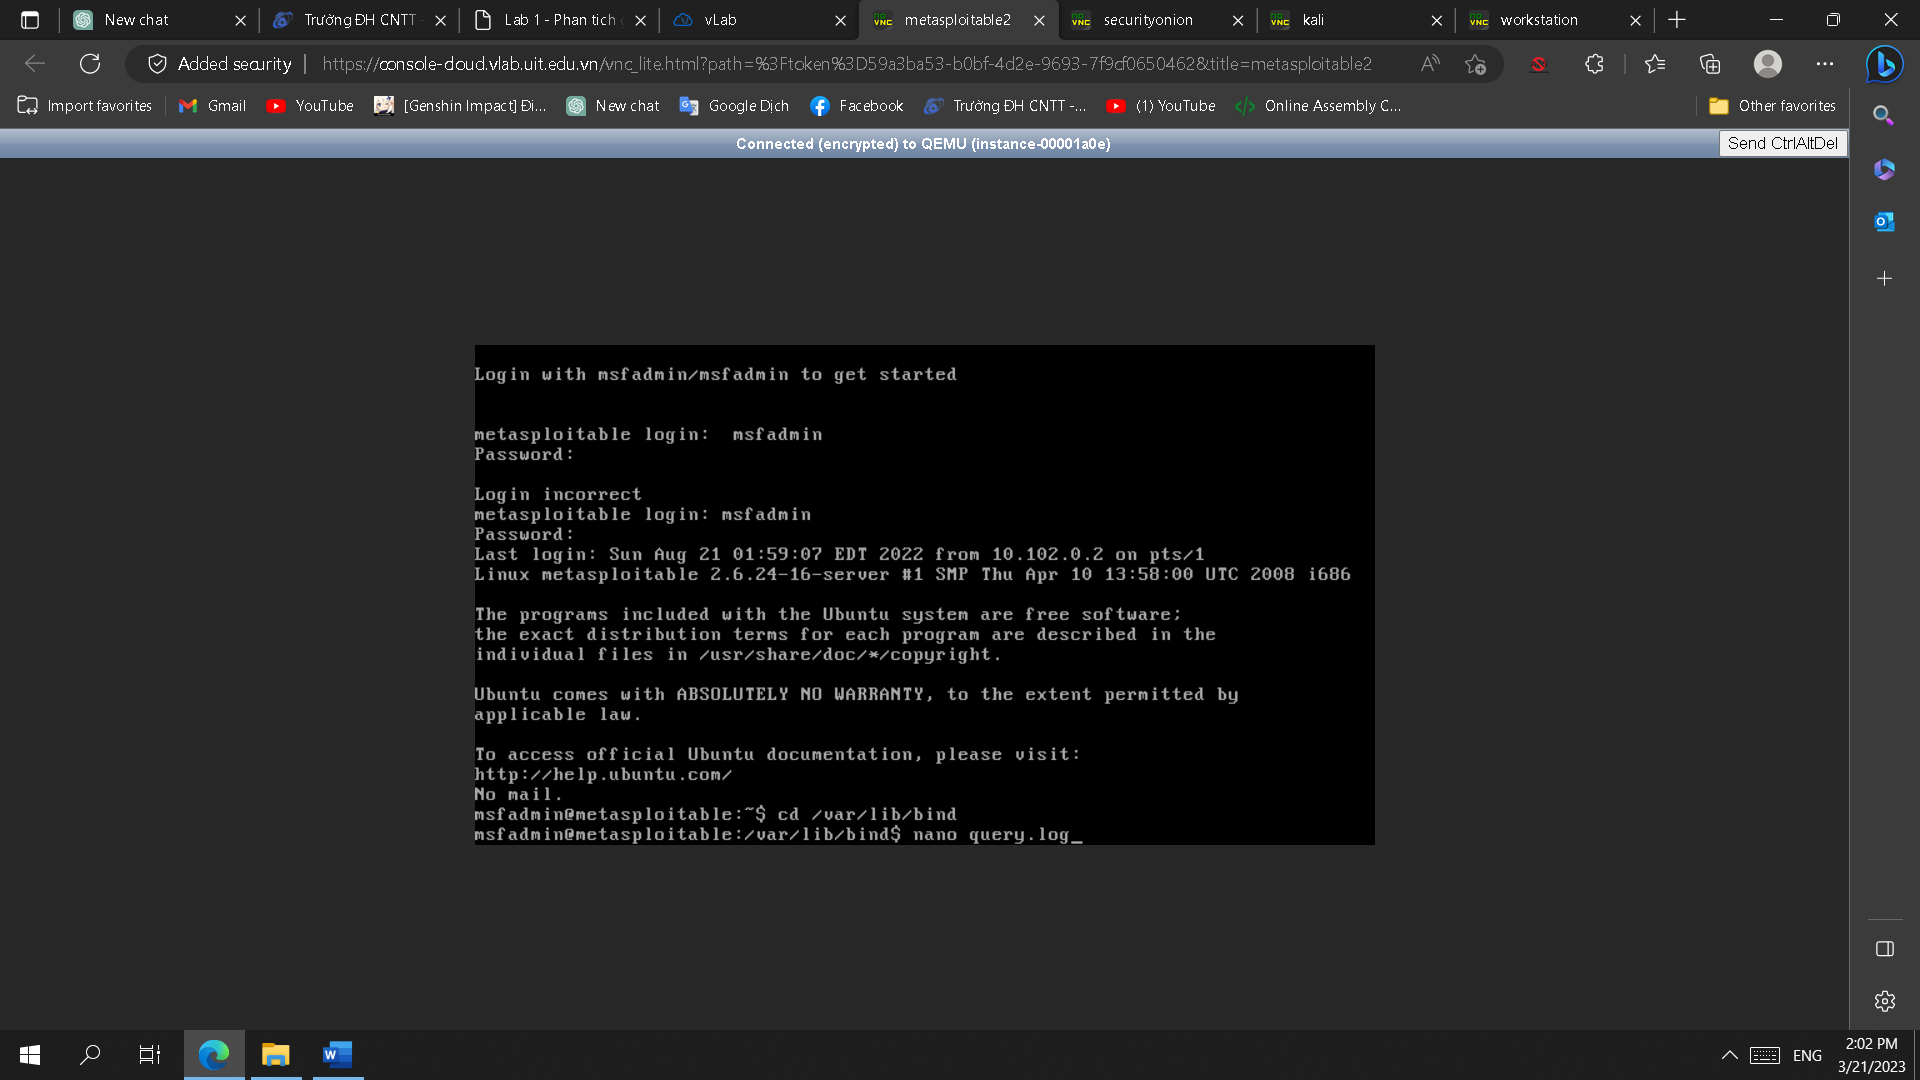 New chat
Trường ĐH CNTT -
Lab 1 - Phan tich
vLab
metasploitable2
securityonion
kali
workstation
Added security
https://console-cloud.vlab.uit.edu.vn/vnc_lite.html?path=%3Ftoken%3D59a3ba53-b0bf-4d2e-9693-7f9cf0650462&title=metasploitable2
Import favorites
Gmail
YouTube
[Genshin Impact] Đi...
New chat
Google Dịch
Facebook
Trường ĐH CNTT -...
(1) YouTube
Online Assembly C...
Other favorites
Connected (encrypted) to QEMU (instance-00001a0e)
Send CtrlAltDel
Login with msfadmin/msfadmin to get started
metasploitable login:  msfadmin
Password:
Login incorrect
metasploitable login: msfadmin
Password:
Last login: Sun Aug 21 01:59:07 EDT 2022 from 10.102.0.2 on pts/1
Linux metasploitable 2.6.24-16-server #1 SMP Thu Apr 10 13:58:00 UTC 2008 i686
The programs included with the Ubuntu system are free software;
the exact distribution terms for each program are described in the
individual files in /usr/share/doc/*/copyright.
Ubuntu comes with ABSOLUTELY NO WARRANTY, to the extent permitted by
applicable law.
To access official Ubuntu documentation, please visit:
http://help.ubuntu.com/
No mail.
msfadmin@metasploitable:~$ cd /var/lib/bind
msfadmin@metasploitable:/var/lib/bind$ nano query.log_
ENG
2:02 PM
3/21/2023